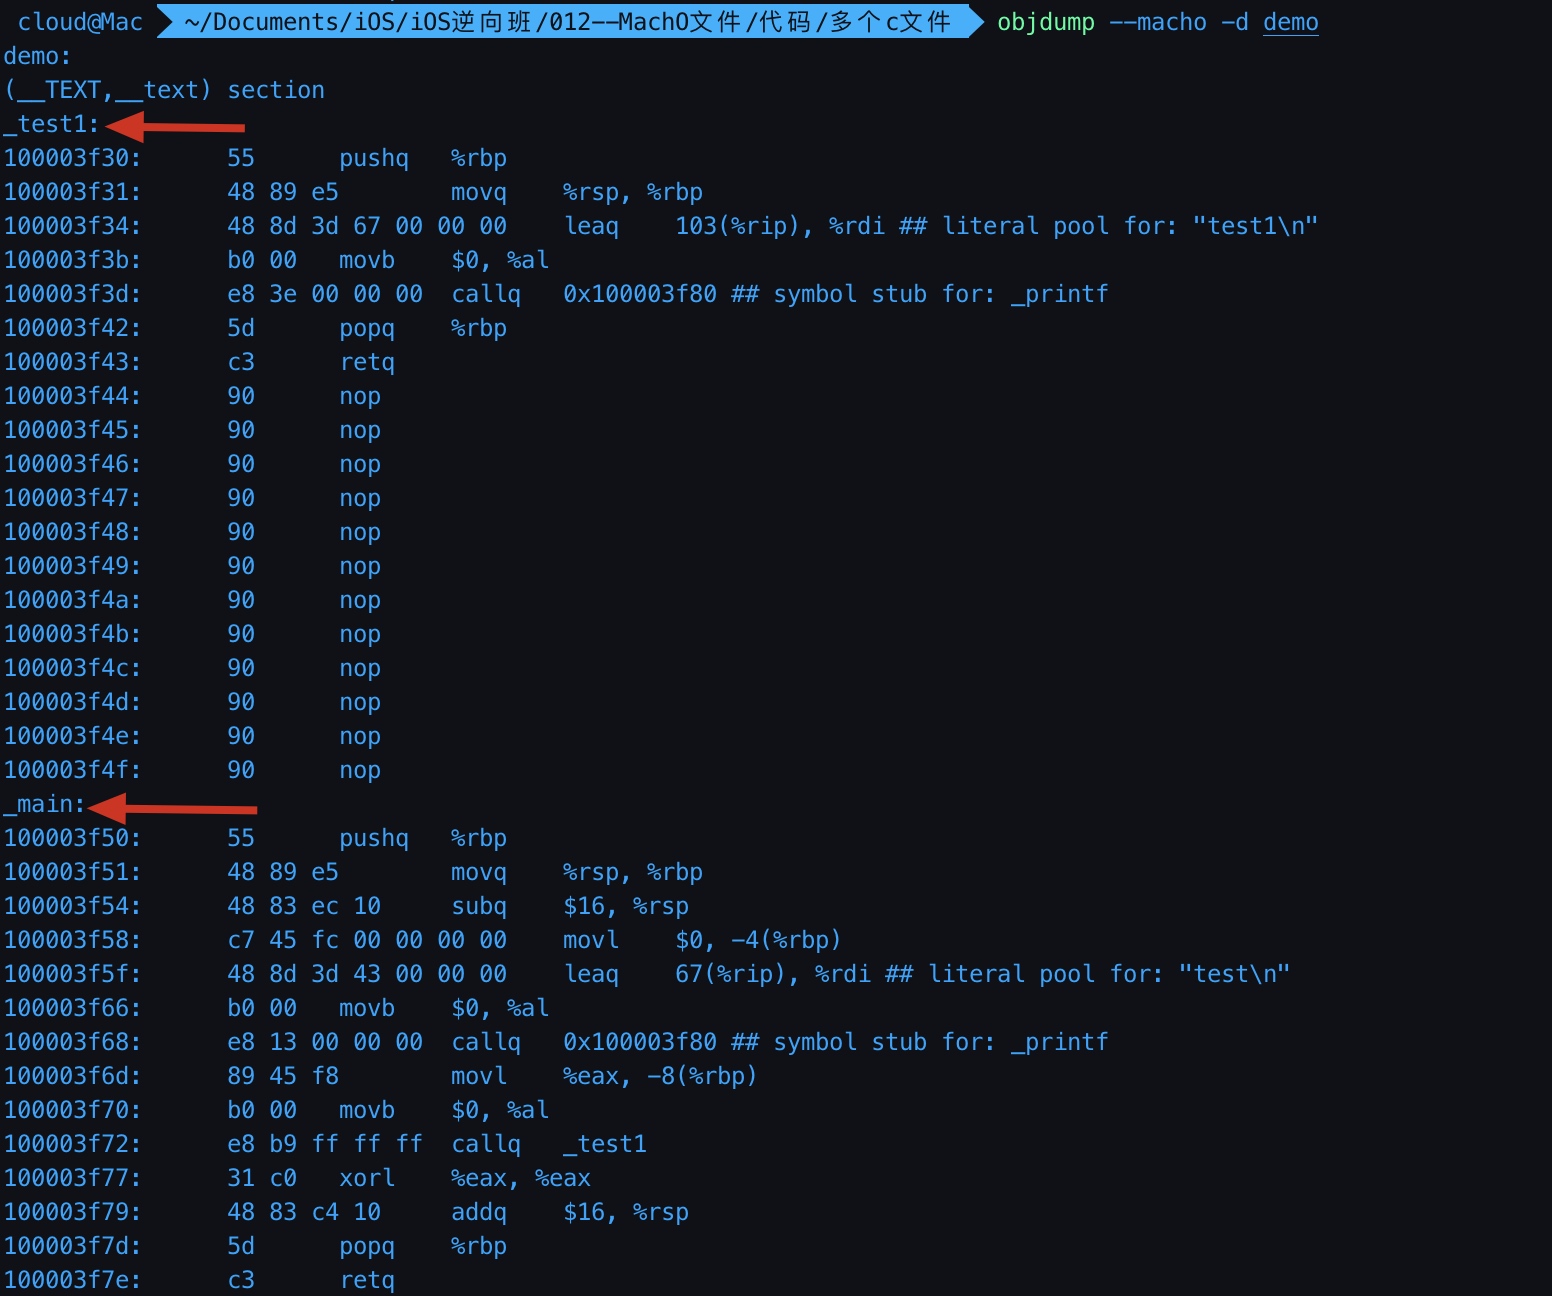 cloud@Mac ~/Documents/iOS/iOS逆向班/012--MachO文件/代码/多个c文件 objdump --macho -d demo
demo:
(__TEXT,__text) section
_test1:
100003f30: 55 pushq %rbp
100003f31: 48 89 e5 movq %rsp, %rbp
100003f34: 48 8d 3d 67 00 00 00 leaq 103(%rip), %rdi ## literal pool for: "test1\n"
100003f3b: b0 00 movb $0, %al
100003f3d: e8 3e 00 00 00 callq 0x100003f80 ## symbol stub for: _printf
100003f42: 5d popq %rbp
100003f43: c3 retq
100003f44: 90 nop
100003f45: 90 nop
100003f46: 90 nop
100003f47: 90 nop
100003f48: 90 nop
100003f49: 90 nop
100003f4a: 90 nop
100003f4b: 90 nop
100003f4c: 90 nop
100003f4d: 90 nop
100003f4e: 90 nop
100003f4f: 90 nop
_main:
100003f50: 55 pushq %rbp
100003f51: 48 89 e5 movq %rsp, %rbp
100003f54: 48 83 ec 10 subq $16, %rsp
100003f58: c7 45 fc 00 00 00 00 movl $0, -4(%rbp)
100003f5f: 48 8d 3d 43 00 00 00 leaq 67(%rip), %rdi ## literal pool for: "test\n"
100003f66: b0 00 movb $0, %al
100003f68: e8 13 00 00 00 callq 0x100003f80 ## symbol stub for: _printf
100003f6d: 89 45 f8 movl %eax, -8(%rbp)
100003f70: b0 00 movb $0, %al
100003f72: e8 b9 ff ff ff callq _test1
100003f77: 31 c0 xorl %eax, %eax
100003f79: 48 83 c4 10 addq $16, %rsp
100003f7d: 5d popq %rbp
100003f7e: c3 retq